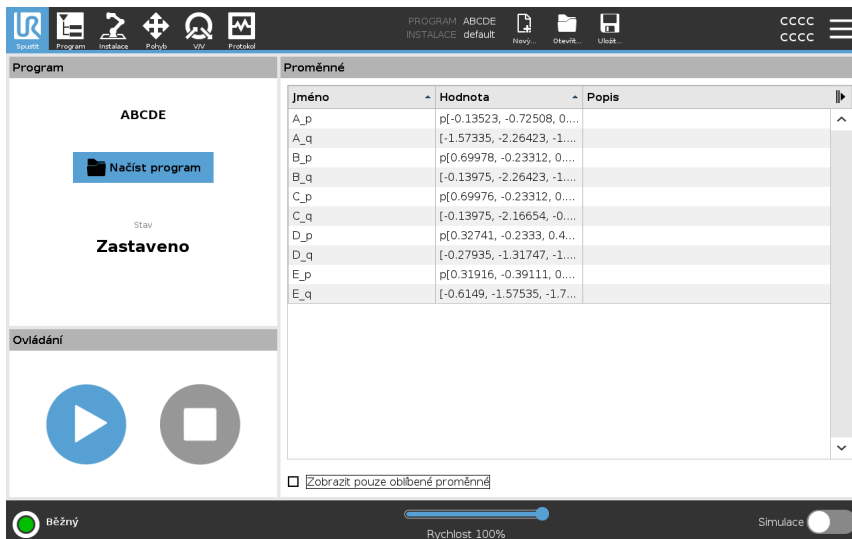 UR
Spustit Program Instalace Pohyb V/V Protokol
PROGRAM ABCDE
INSTALACE default
Nový... Otevřít... Uložit...
CCCC
CCCC
Program
ABCDE
Načíst program
Stav
Zastaveno
Ovládání
Proměnné
Jméno Hodnota Popis
A_p p[-0.13523, -0.72508, 0....
A_q [-1.57335, -2.26423, -1....
B_p p[0.69978, -0.23312, 0....
B_q [-0.13975, -2.26423, -1....
C_p p[0.69976, -0.23312, 0....
C_q [-0.13975, -2.16654, -0....
D_p p[0.32741, -0.2333, 0.4...
D_q [-0.27935, -1.31747, -1....
E_p p[0.31916, -0.39111, 0....
E_q [-0.6149, -1.57535, -1.7...
Zobrazit pouze oblíbené proměnné
Běžný
Rychlost 100%
Simulace